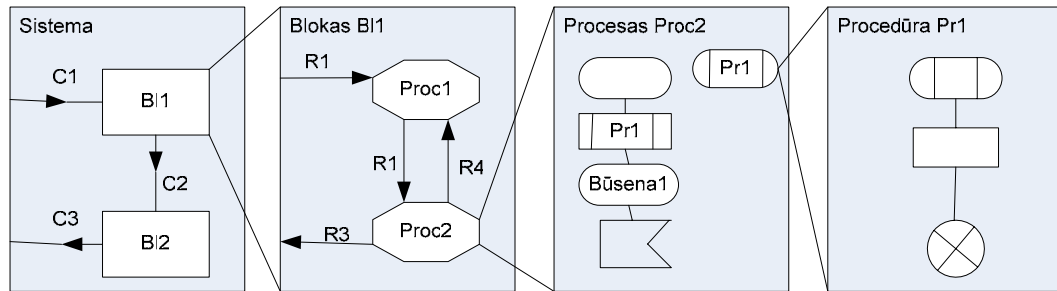 Sistema
C1
Bl1
C2
C3
Bl2
Blokas Bl1
R1
Proc1
R1
R4
Proc2
R3
Procesas Proc2
Pr1
Pr1
Būsena1
Procedūra Pr1